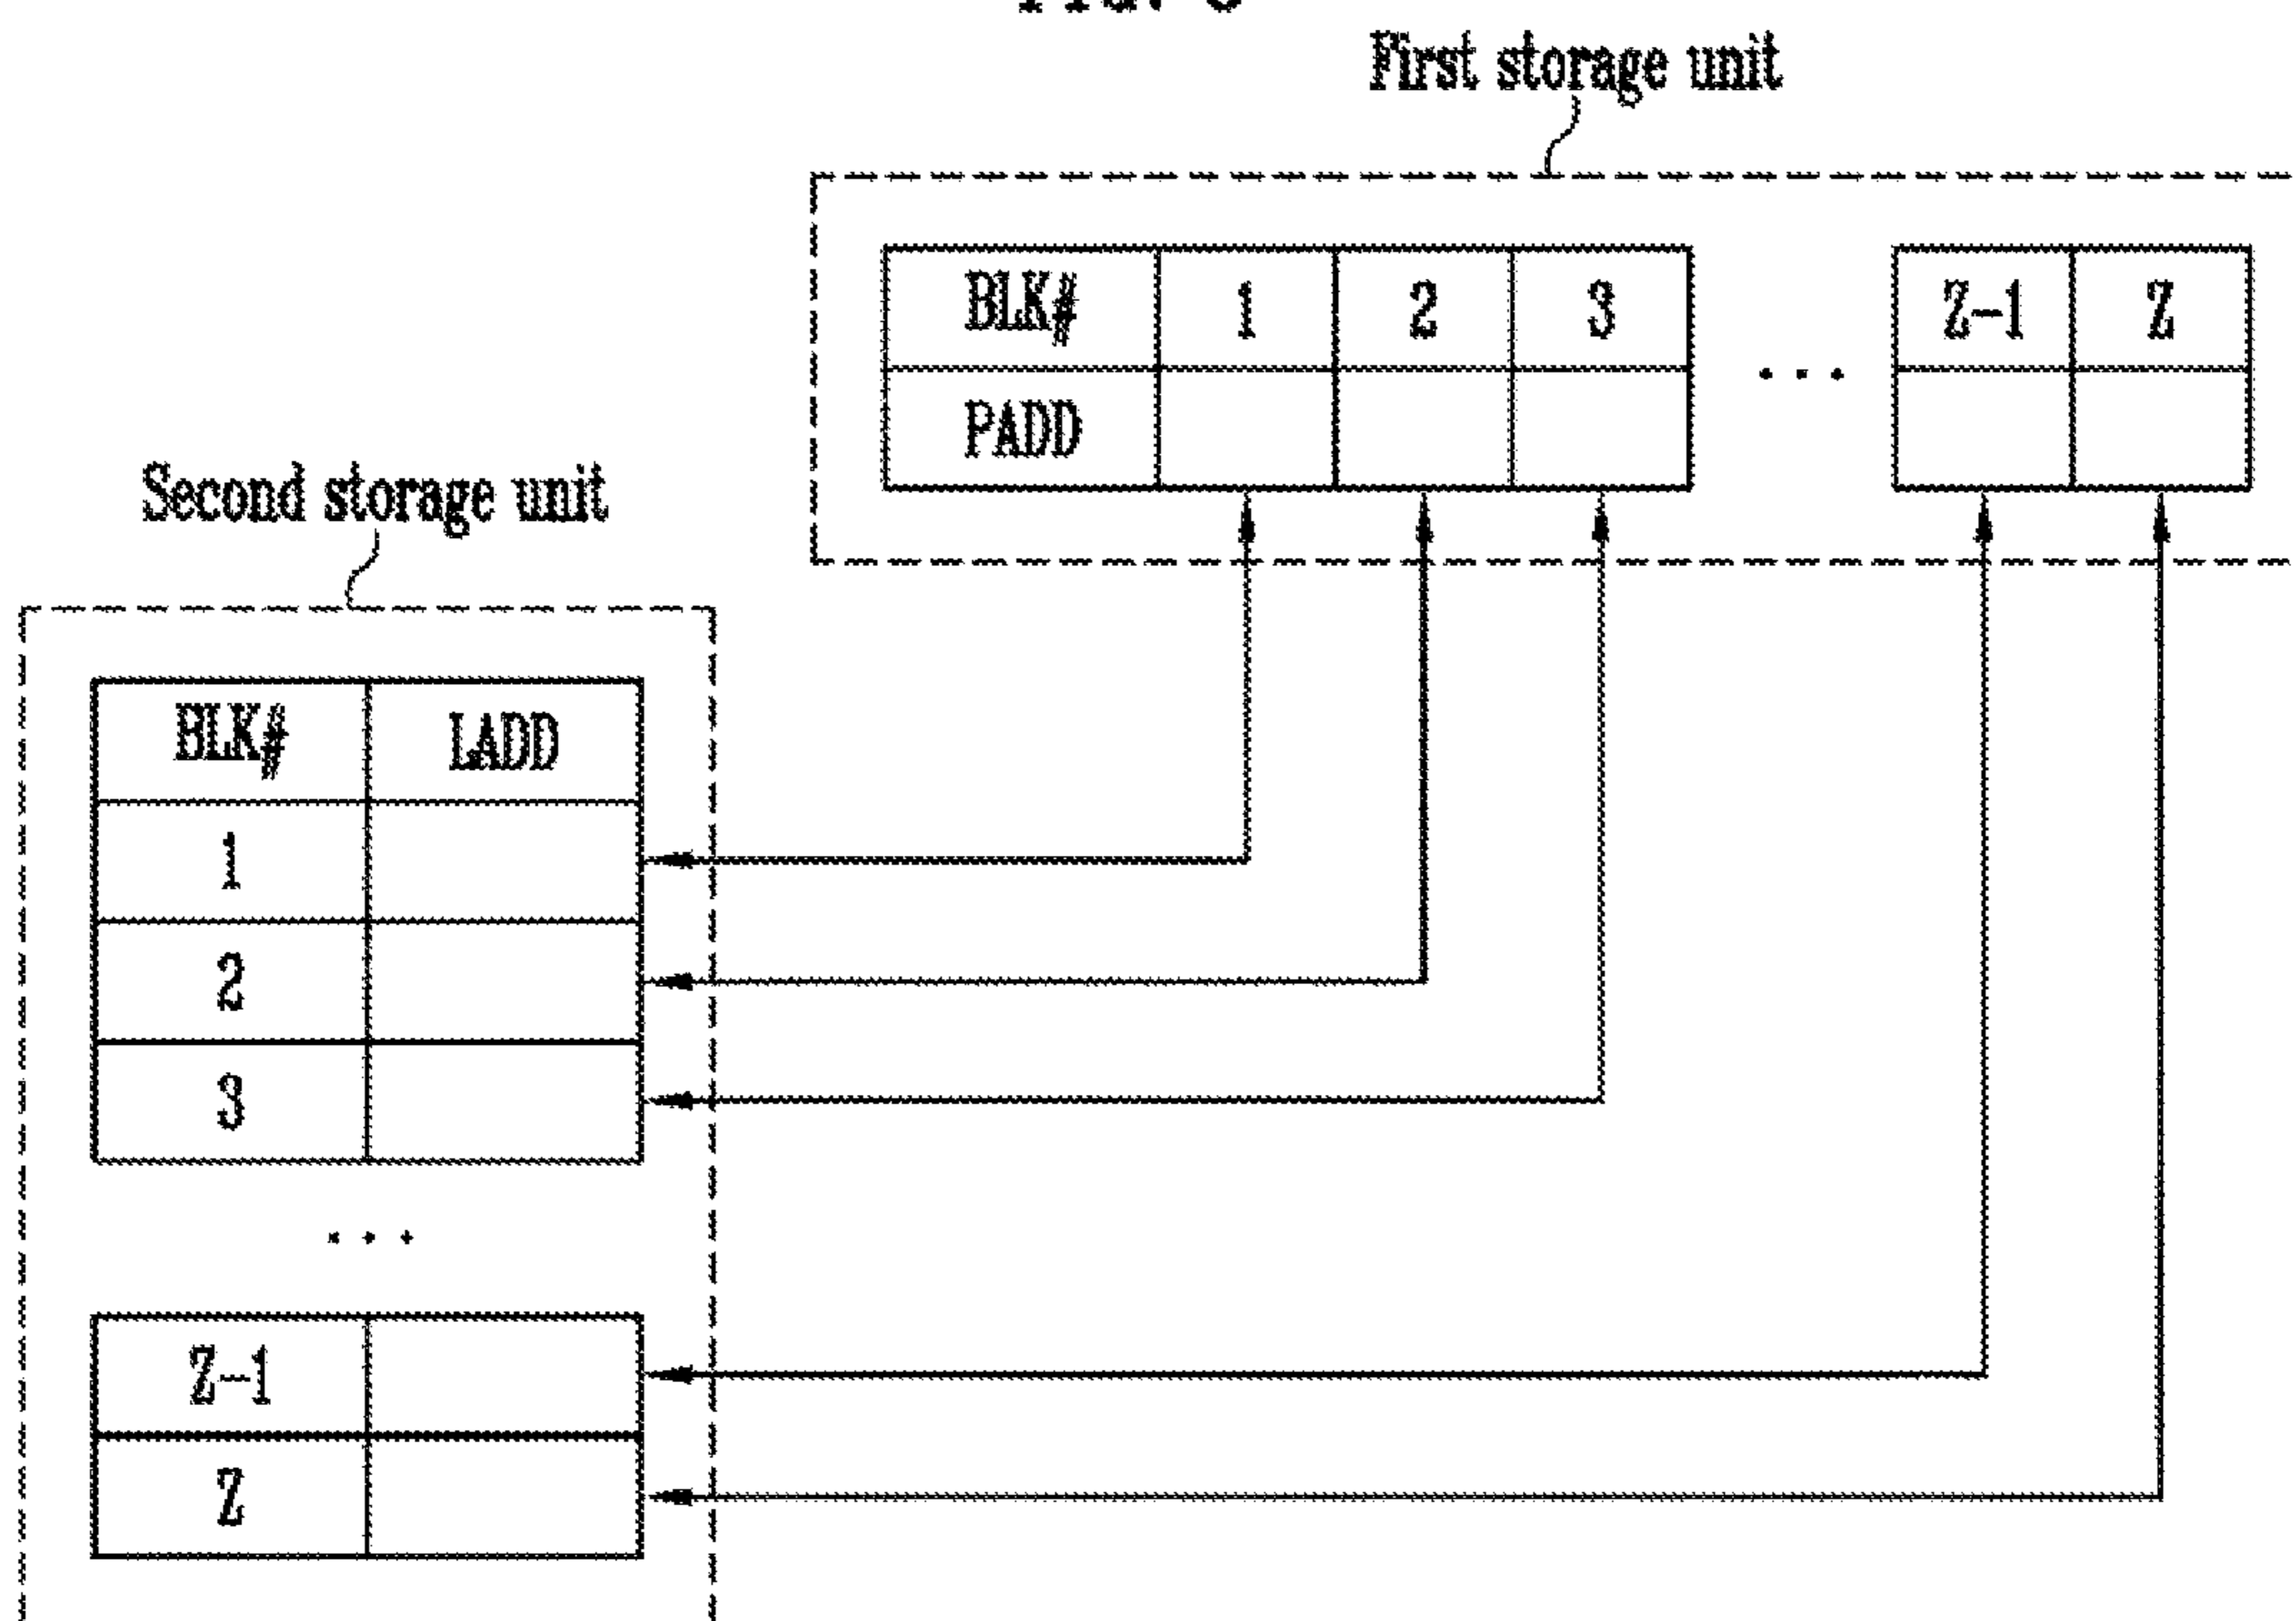 First storage unit
BLK# 1 2 3 ... Z-1 Z
PADD
Second storage unit
BLK# LADD
1
2
3
...
Z-1
Z